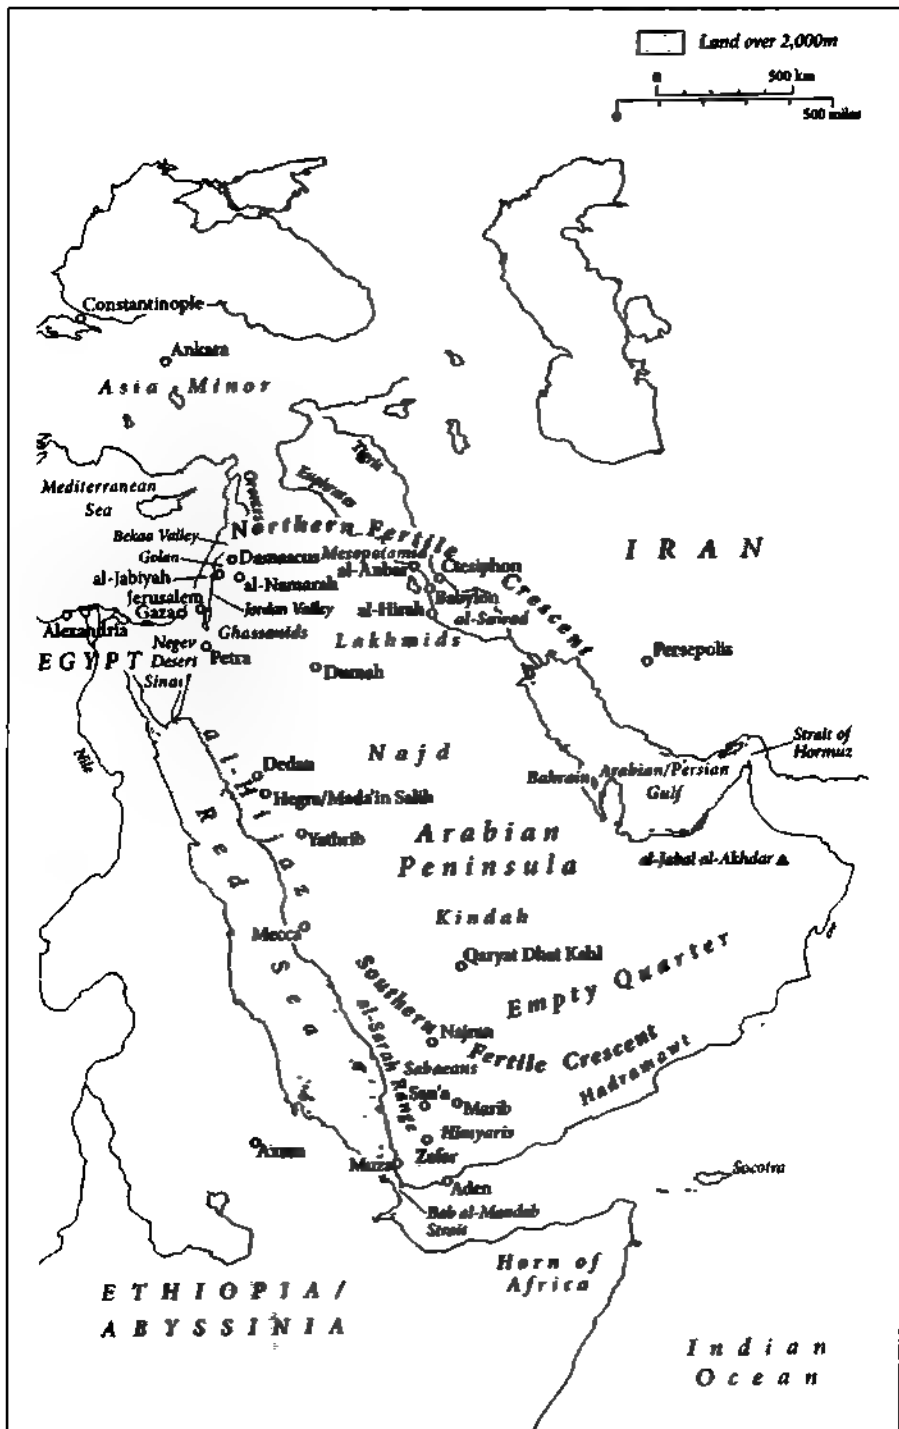 Land over 2,000m
0 500 km
0 500 miles
Constantinople
Ankara
Asia Minor
Tigris
Euphrates
Orontes
Mediterranean
Sea
Northern Fertile Crescent
Bekaa Valley
Mesopotamia
IRAN
Golan
Damascus
al-Anbar
Ctesiphon
al-Jabiyah
al-Namarah
Babylon
Jerusalem
Jordan Valley
al-Hirah
al-Sawad
Gaza
Alexandria
Ghassanids
Lakhmids
EGYPT
Negev
Desert
Sinai
Petra
Dumah
Persepolis
Nile
al-Hijaz
Najd
Strait of
Hormuz
Dedan
Bahrain
Arabian/Persian
Gulf
Hegra/Mada'in Salih
Red Sea
Yathrib
Arabian
Peninsula
al-Jabal al-Akhdar
Kindah
Mecca
Qaryat Dhat Kahl
Empty Quarter
Southern Fertile Crescent
al-Sarah Range
Najran
Sabaeans
Hadramawt
San'a
Marib
Himyaris
Axum
Zafar
Muza
Aden
Socotra
Bab al-Mandab
Strait
Horn of
Africa
ETHIOPIA/
ABYSSINIA
Indian
Ocean